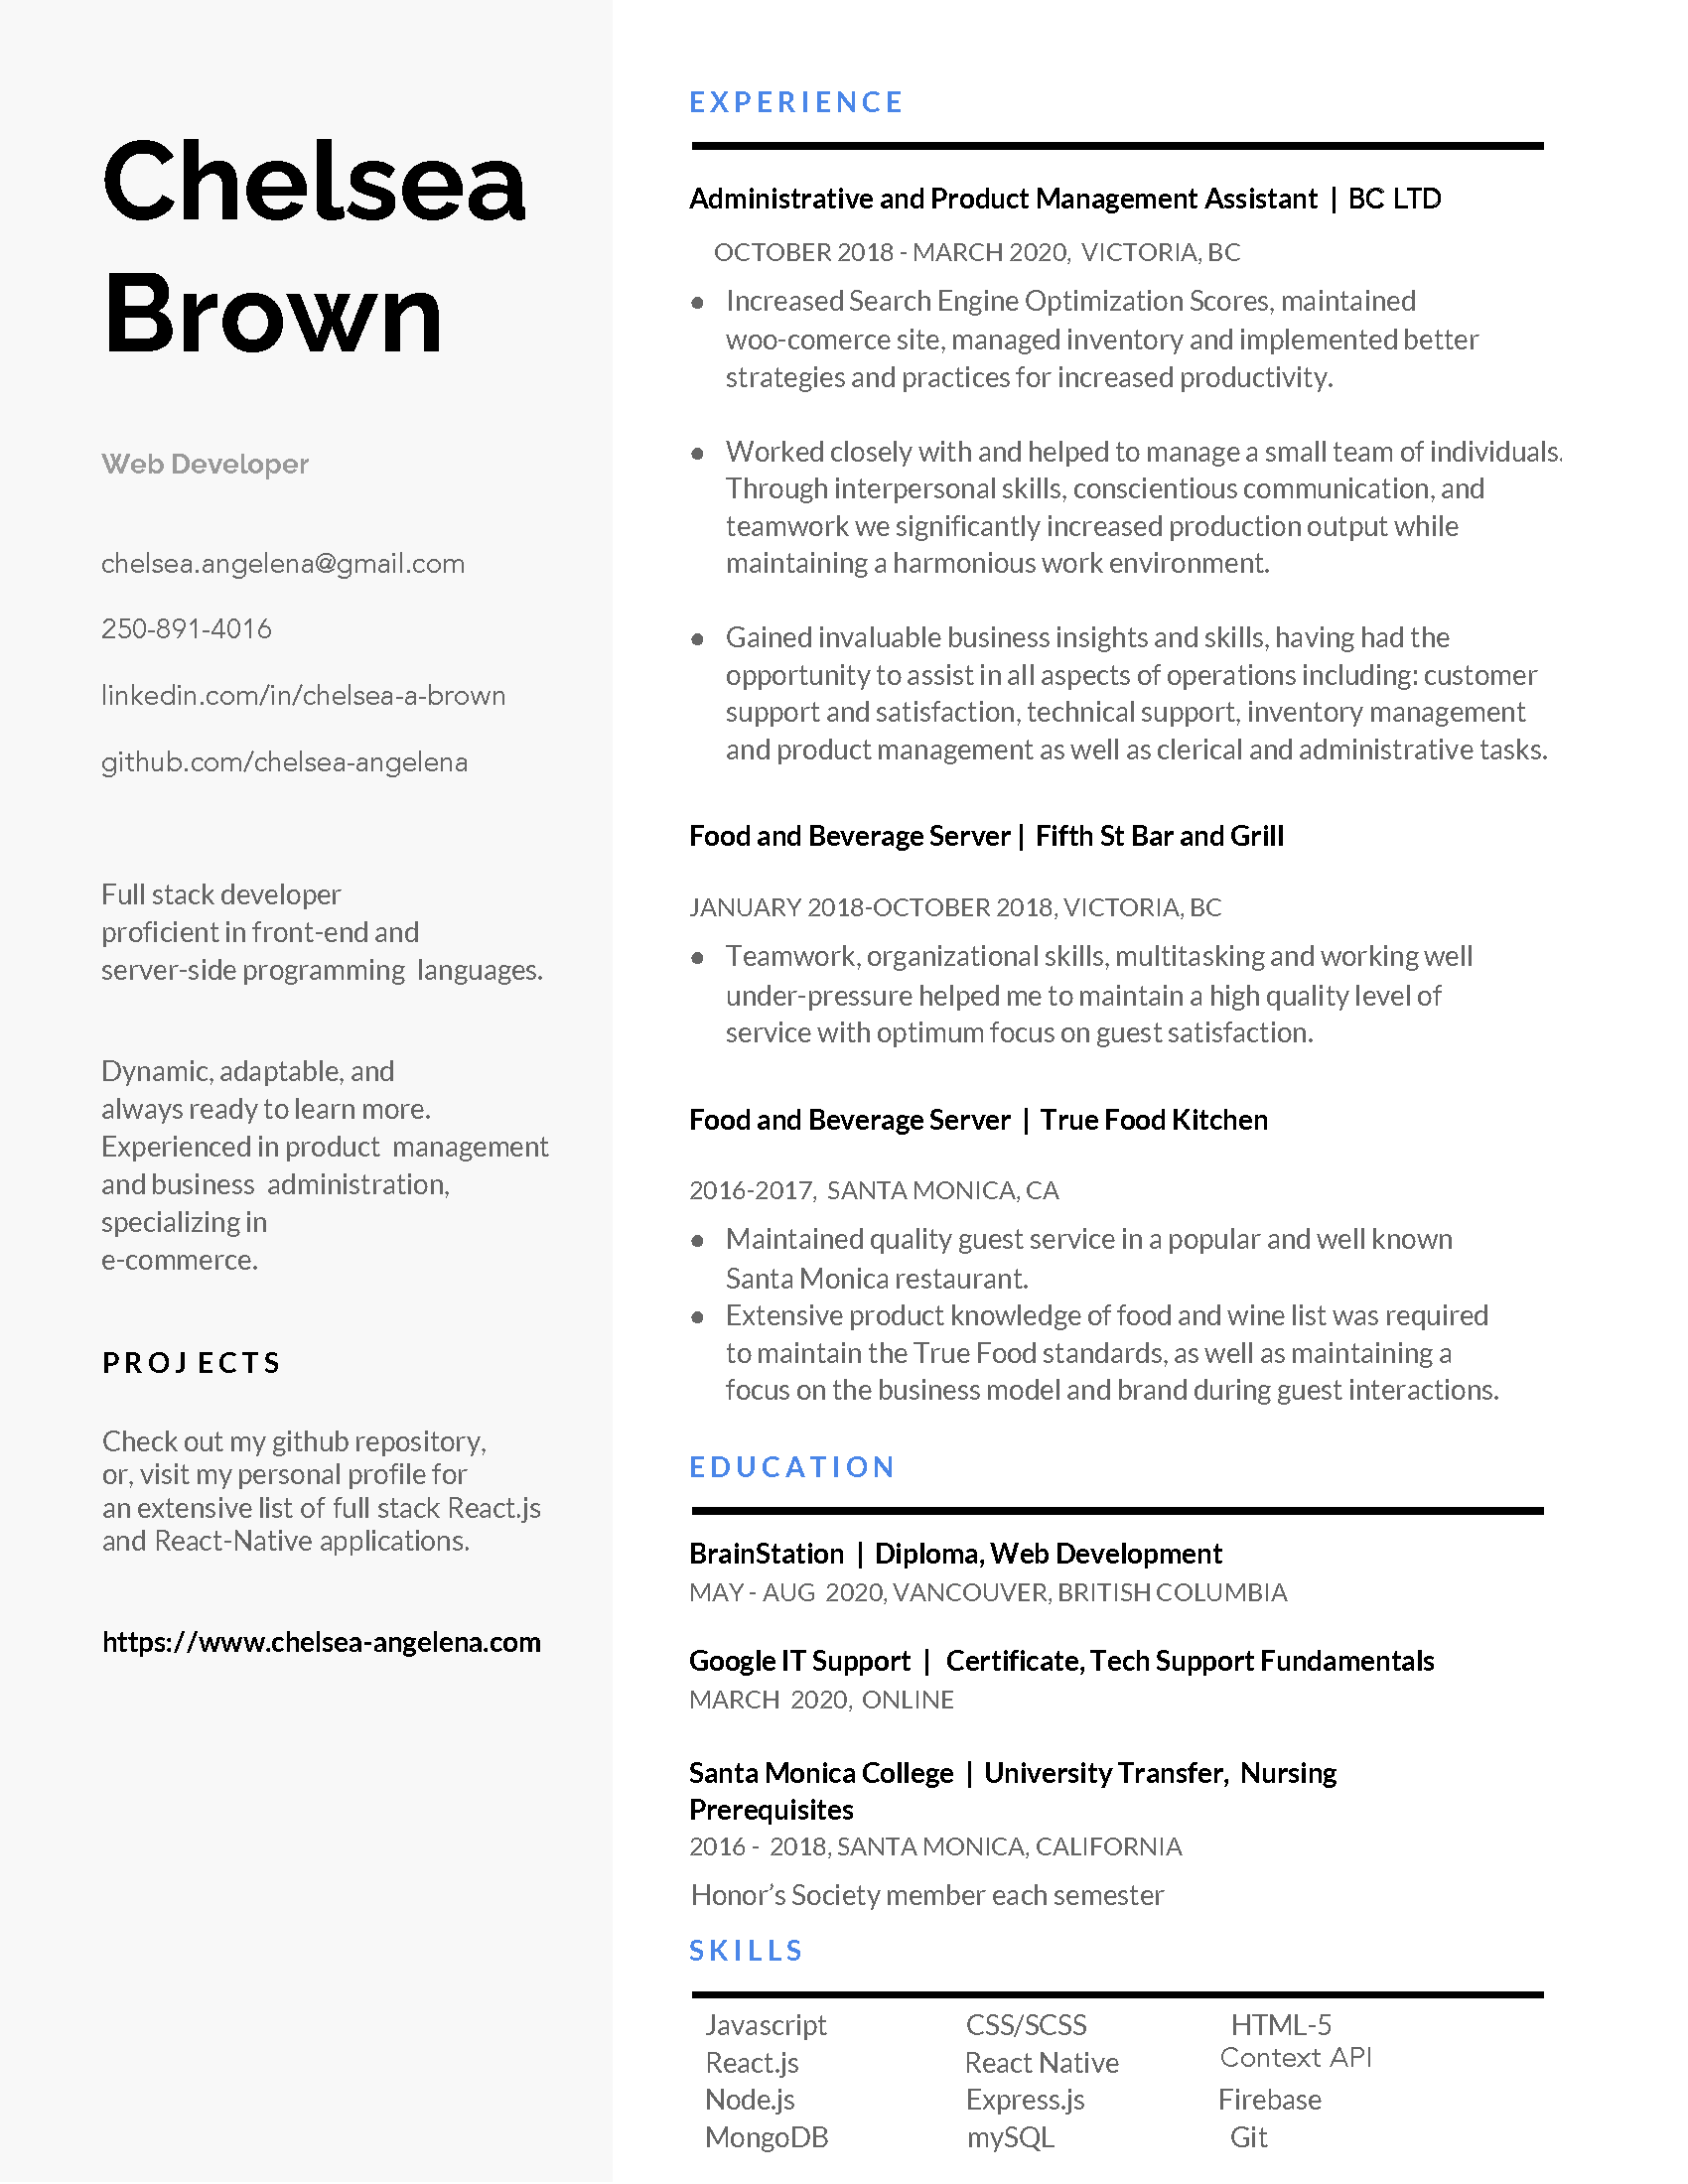 Chelsea
Brown
Web Developer
chelsea.angelena@gmail.com
250-891-4016
linkedin.com/in/chelsea-a-brown
github.com/chelsea-angelena
Full stack developer
proficient in front-end and
server-side programming languages.
Dynamic, adaptable, and
always ready to learn more.
Experienced in product management
and business administration,
specializing in
e-commerce.
PROJECTS
Check out my github repository,
or, visit my personal profile for
an extensive list of full stack React.js
and React-Native applications.
https://www.chelsea-angelena.com
EXPERIENCE
Administrative and Product Management Assistant | BC LTD
OCTOBER 2018 - MARCH 2020, VICTORIA, BC
● Increased Search Engine Optimization Scores, maintained
woo-comerce site, managed inventory and implemented better
strategies and practices for increased productivity.
● Worked closely with and helped to manage a small team of individuals.
Through interpersonal skills, conscientious communication, and
teamwork we significantly increased production output while
maintaining a harmonious work environment.
● Gained invaluable business insights and skills, having had the
opportunity to assist in all aspects of operations including: customer
support and satisfaction, technical support, inventory management
and product management as well as clerical and administrative tasks.
Food and Beverage Server | Fifth St Bar and Grill
JANUARY 2018-OCTOBER 2018, VICTORIA, BC
● Teamwork, organizational skills, multitasking and working well
under-pressure helped me to maintain a high quality level of
service with optimum focus on guest satisfaction.
Food and Beverage Server | True Food Kitchen
2016-2017, SANTA MONICA, CA
● Maintained quality guest service in a popular and well known
Santa Monica restaurant.
● Extensive product knowledge of food and wine list was required
to maintain the True Food standards, as well as maintaining a
focus on the business model and brand during guest interactions.
EDUCATION
BrainStation | Diploma, Web Development
MAY - AUG 2020, VANCOUVER, BRITISH COLUMBIA
Google IT Support | Certificate, Tech Support Fundamentals
MARCH 2020, ONLINE
Santa Monica College | University Transfer, Nursing
Prerequisites
2016 - 2018, SANTA MONICA, CALIFORNIA
Honor’s Society member each semester
SKILLS
Javascript CSS/SCSS HTML-5
React.js React Native Context API
Node.js Express.js Firebase
MongoDB mySQL Git